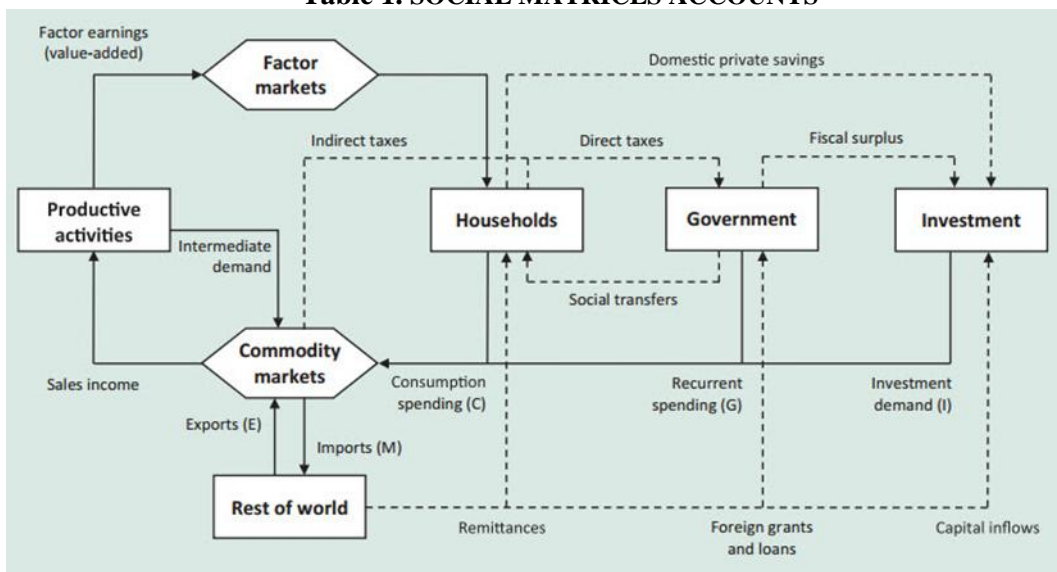 Table 1. SOCIAL MATRICES ACCOUNTS
Factor earnings
(value-added)
Factor
markets
Domestic private savings
Indirect taxes
Direct taxes
Fiscal surplus
Productive
activities
Households
Government
Investment
Intermediate
demand
Social transfers
Commodity
markets
Sales income
Consumption
spending (C)
Recurrent
spending (G)
Investment
demand (I)
Exports (E)
Imports (M)
Rest of world
Remittances
Foreign grants
and loans
Capital inflows